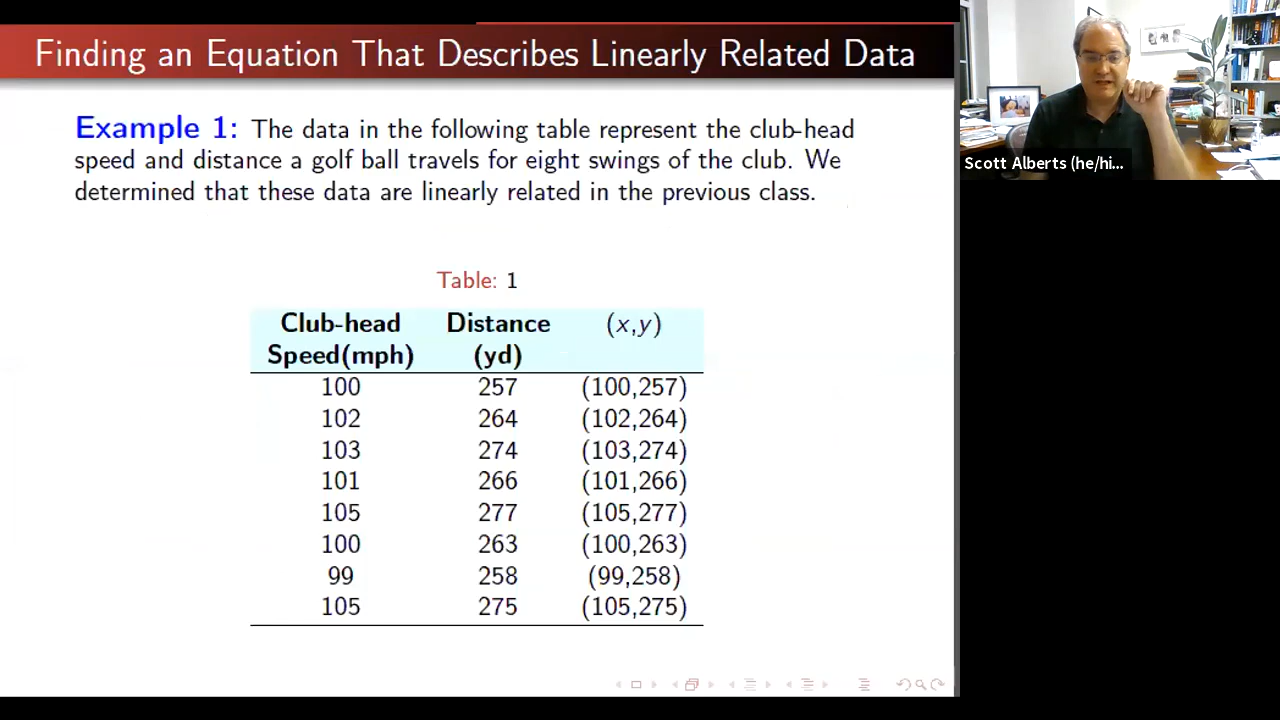 Finding an Equation That Describes Linearly Related Data
Example 1: The data in the following table represent the club-head
speed and distance a golf ball travels for eight swings of the club. We
determined that these data are linearly related in the previous class.
Table: 1
Club-head Distance (x,y)
Speed(mph) (yd)
100 257 (100,257)
102 264 (102,264)
103 274 (103,274)
101 266 (101,266)
105 277 (105,277)
100 263 (100,263)
99 258 (99,258)
105 275 (105,275)
Scott Alberts (he/hi...